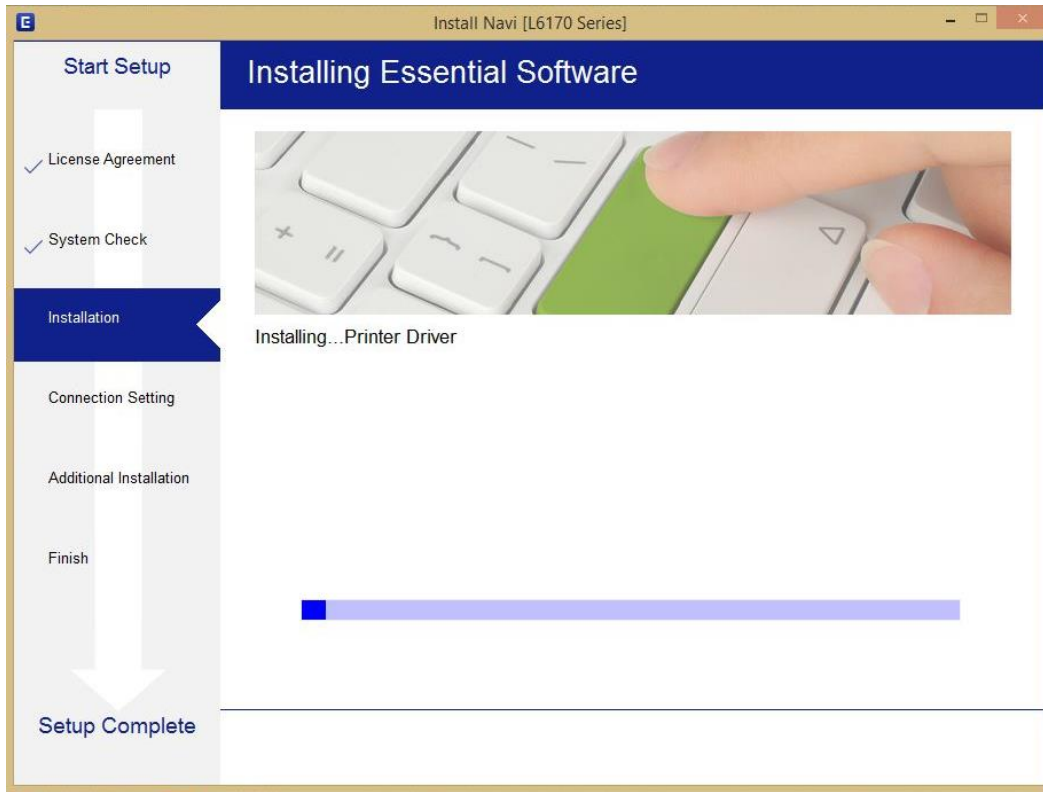 E
Install Navi [L6170 Series]
Start Setup
Installing Essential Software
License Agreement
System Check
Installation
Installing...Printer Driver
Connection Setting
Additional Installation
Finish
Setup Complete